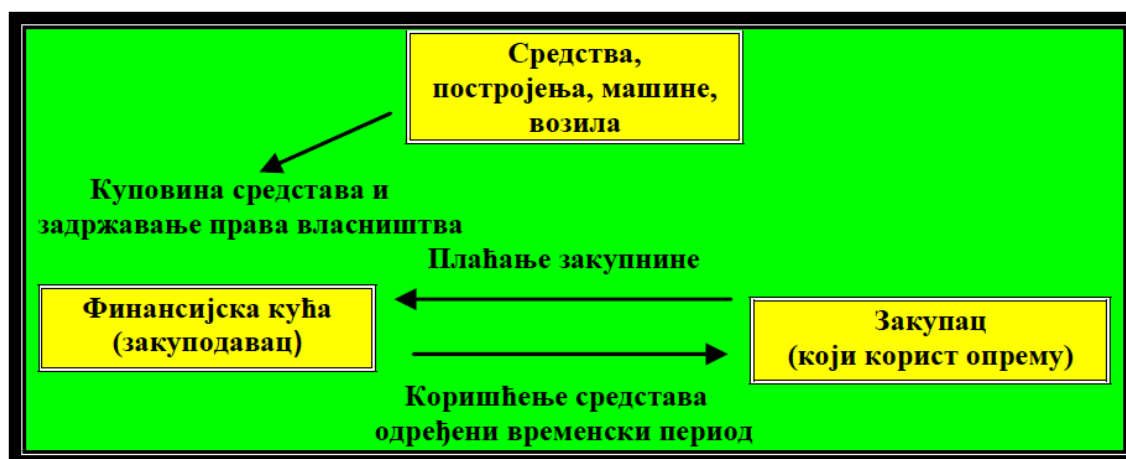 Средства,
постројења, машине,
возила
Куповина средстава и
задржавање права власништва
Плаћање закупнине
Финансијска кућа
(закуподавац)
Закупац
(који корист опрему)
Коришћење средстава
одређени временски период